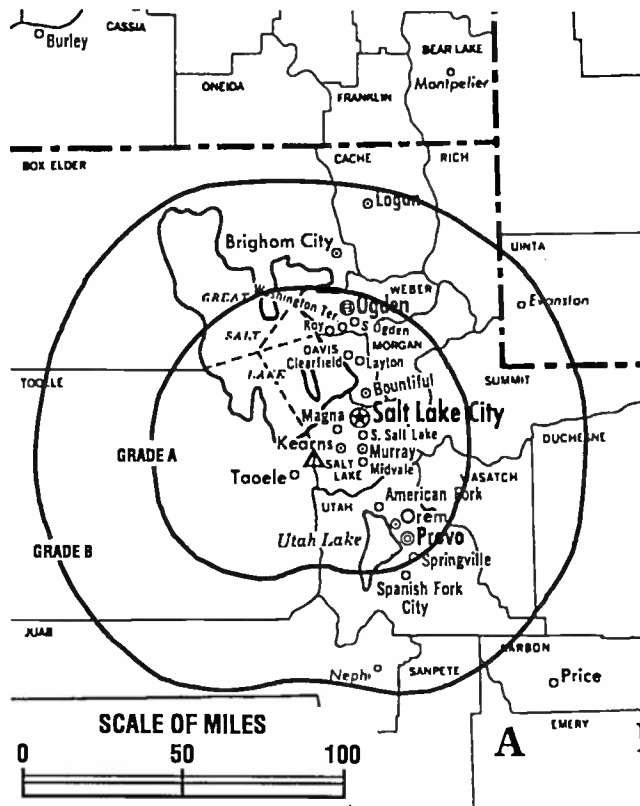 CASSIA
Burley
BEAR LAKE
Montpelier
ONEIDA
FRANKLIN
BOX ELDER
CACHE
RICH
Logan
Brighom City
UINTA
GREAT
Washington Ter.
WEBER
Evanston
Ogden
Roy
S. Ogden
SALT
DAVIS
MORGAN
Clearfield
Layton
LAKE
TOOELE
SUMMIT
Bountiful
Magna
Salt Lake City
DUCHESNE
Kearns
S. Salt Lake
GRADE A
Murray
SALT
LAKE
Midvale
Tooele
WASATCH
UTAH
American Fork
Orem
Utah Lake
Provo
GRADE B
Springville
Spanish Fork
City
JUAB
CARBON
Nephi
SANPETE
Price
EMERY
SCALE OF MILES
A
0 50 100